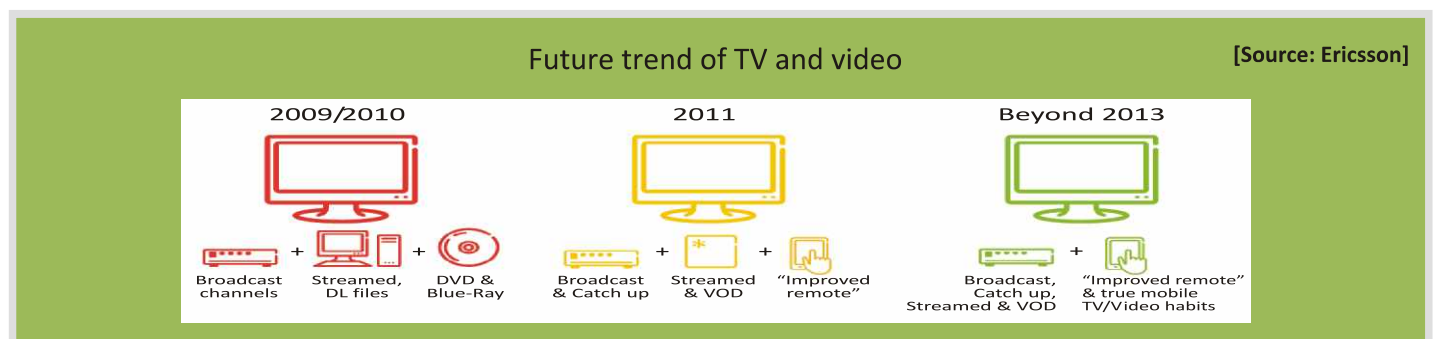 Future trend of TV and video
[Source: Ericsson]
2009/2010
2011
Beyond 2013
+
+
+
+
+
Broadcast
channels
Streamed,
DL files
DVD &
Blue-Ray
Broadcast
& Catch up
Streamed
& VOD
“Improved
remote”
Broadcast,
Catch up,
Streamed & VOD
“Improved remote”
& true mobile
TV/Video habits